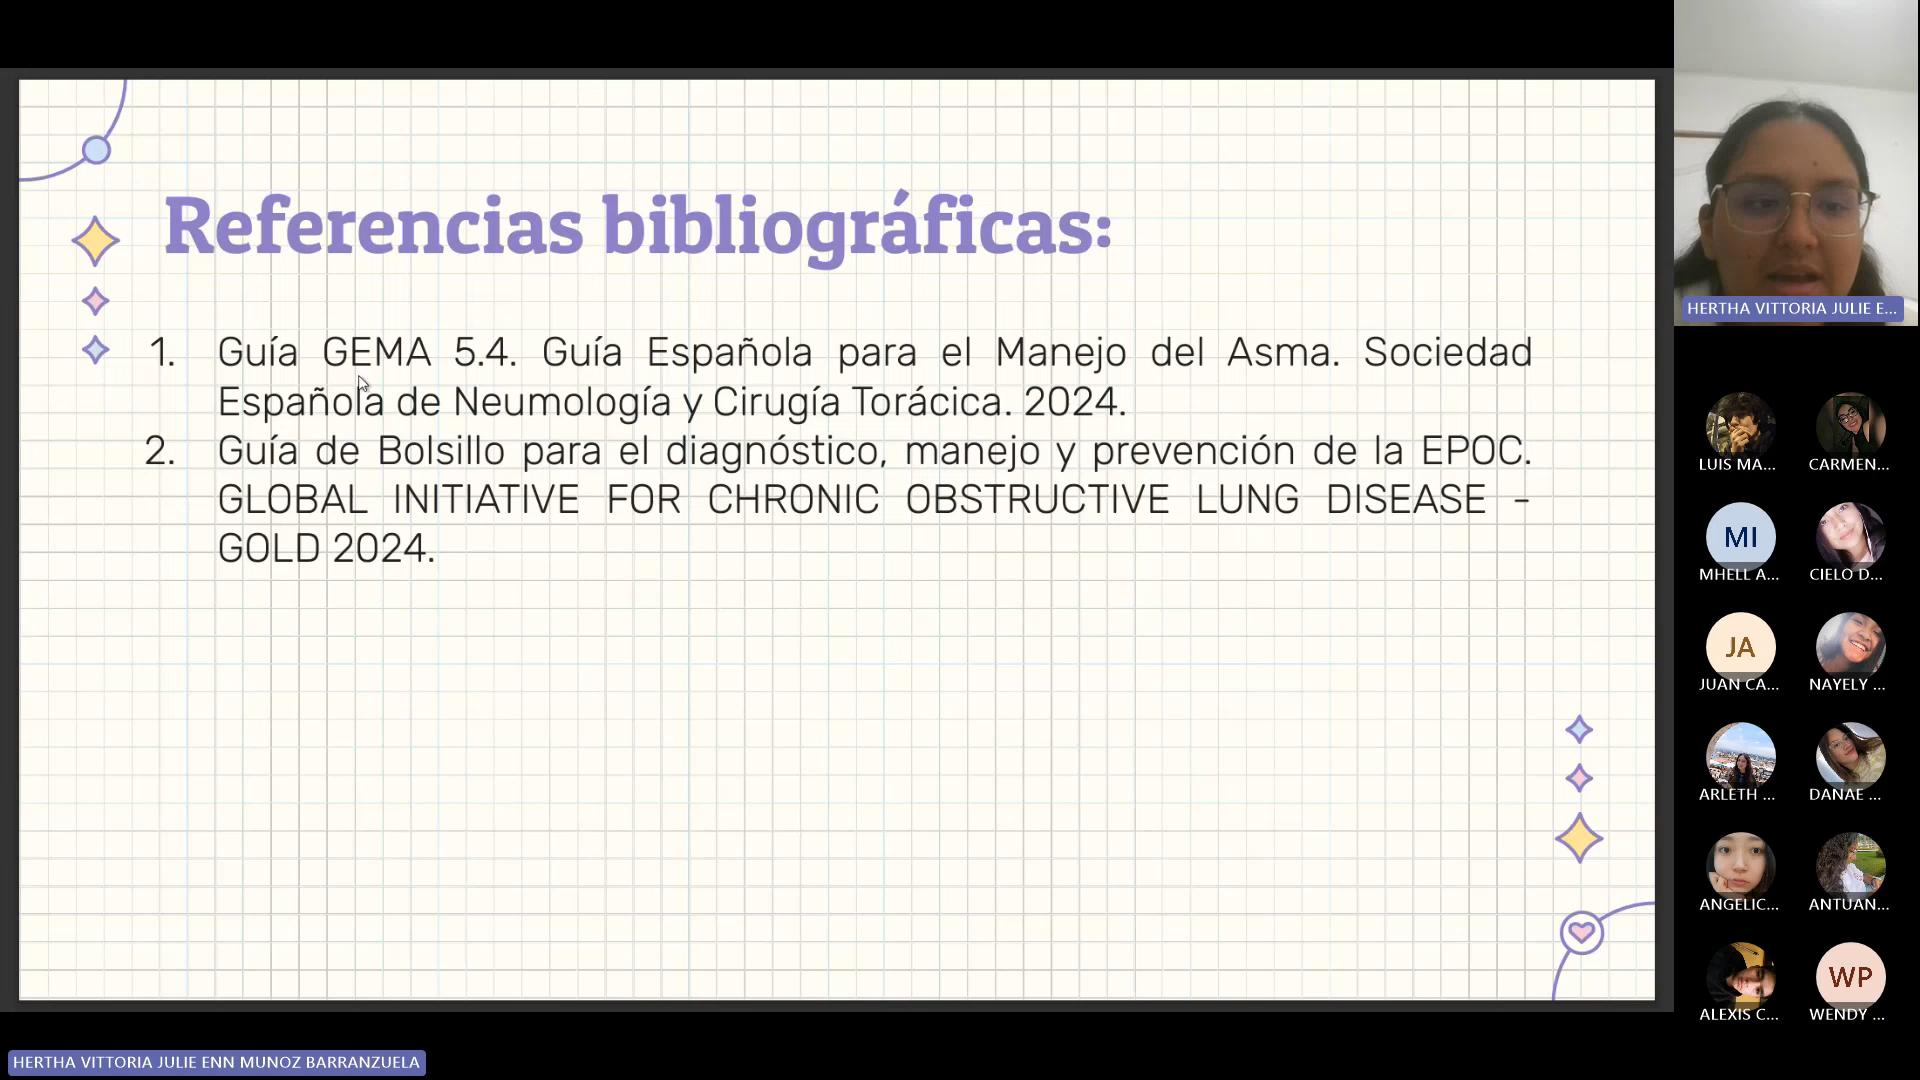 Referencias bibliográficas:
1. Guía GEMA 5.4. Guía Española para el Manejo del Asma. Sociedad
Española de Neumología y Cirugía Torácica. 2024.
2. Guía de Bolsillo para el diagnóstico, manejo y prevención de la EPOC.
GLOBAL INITIATIVE FOR CHRONIC OBSTRUCTIVE LUNG DISEASE -
GOLD 2024.
HERTHA VITTORIA JULIE E...
LUIS MA...
CARMEN...
MI
MHELL A...
CIELO D...
JA
JUAN CA...
NAYELY ...
ARLETH ...
DANAE ...
ANGELIC...
ANTUAN...
ALEXIS C...
WP
WENDY ...
HERTHA VITTORIA JULIE ENN MUNOZ BARRANZUELA